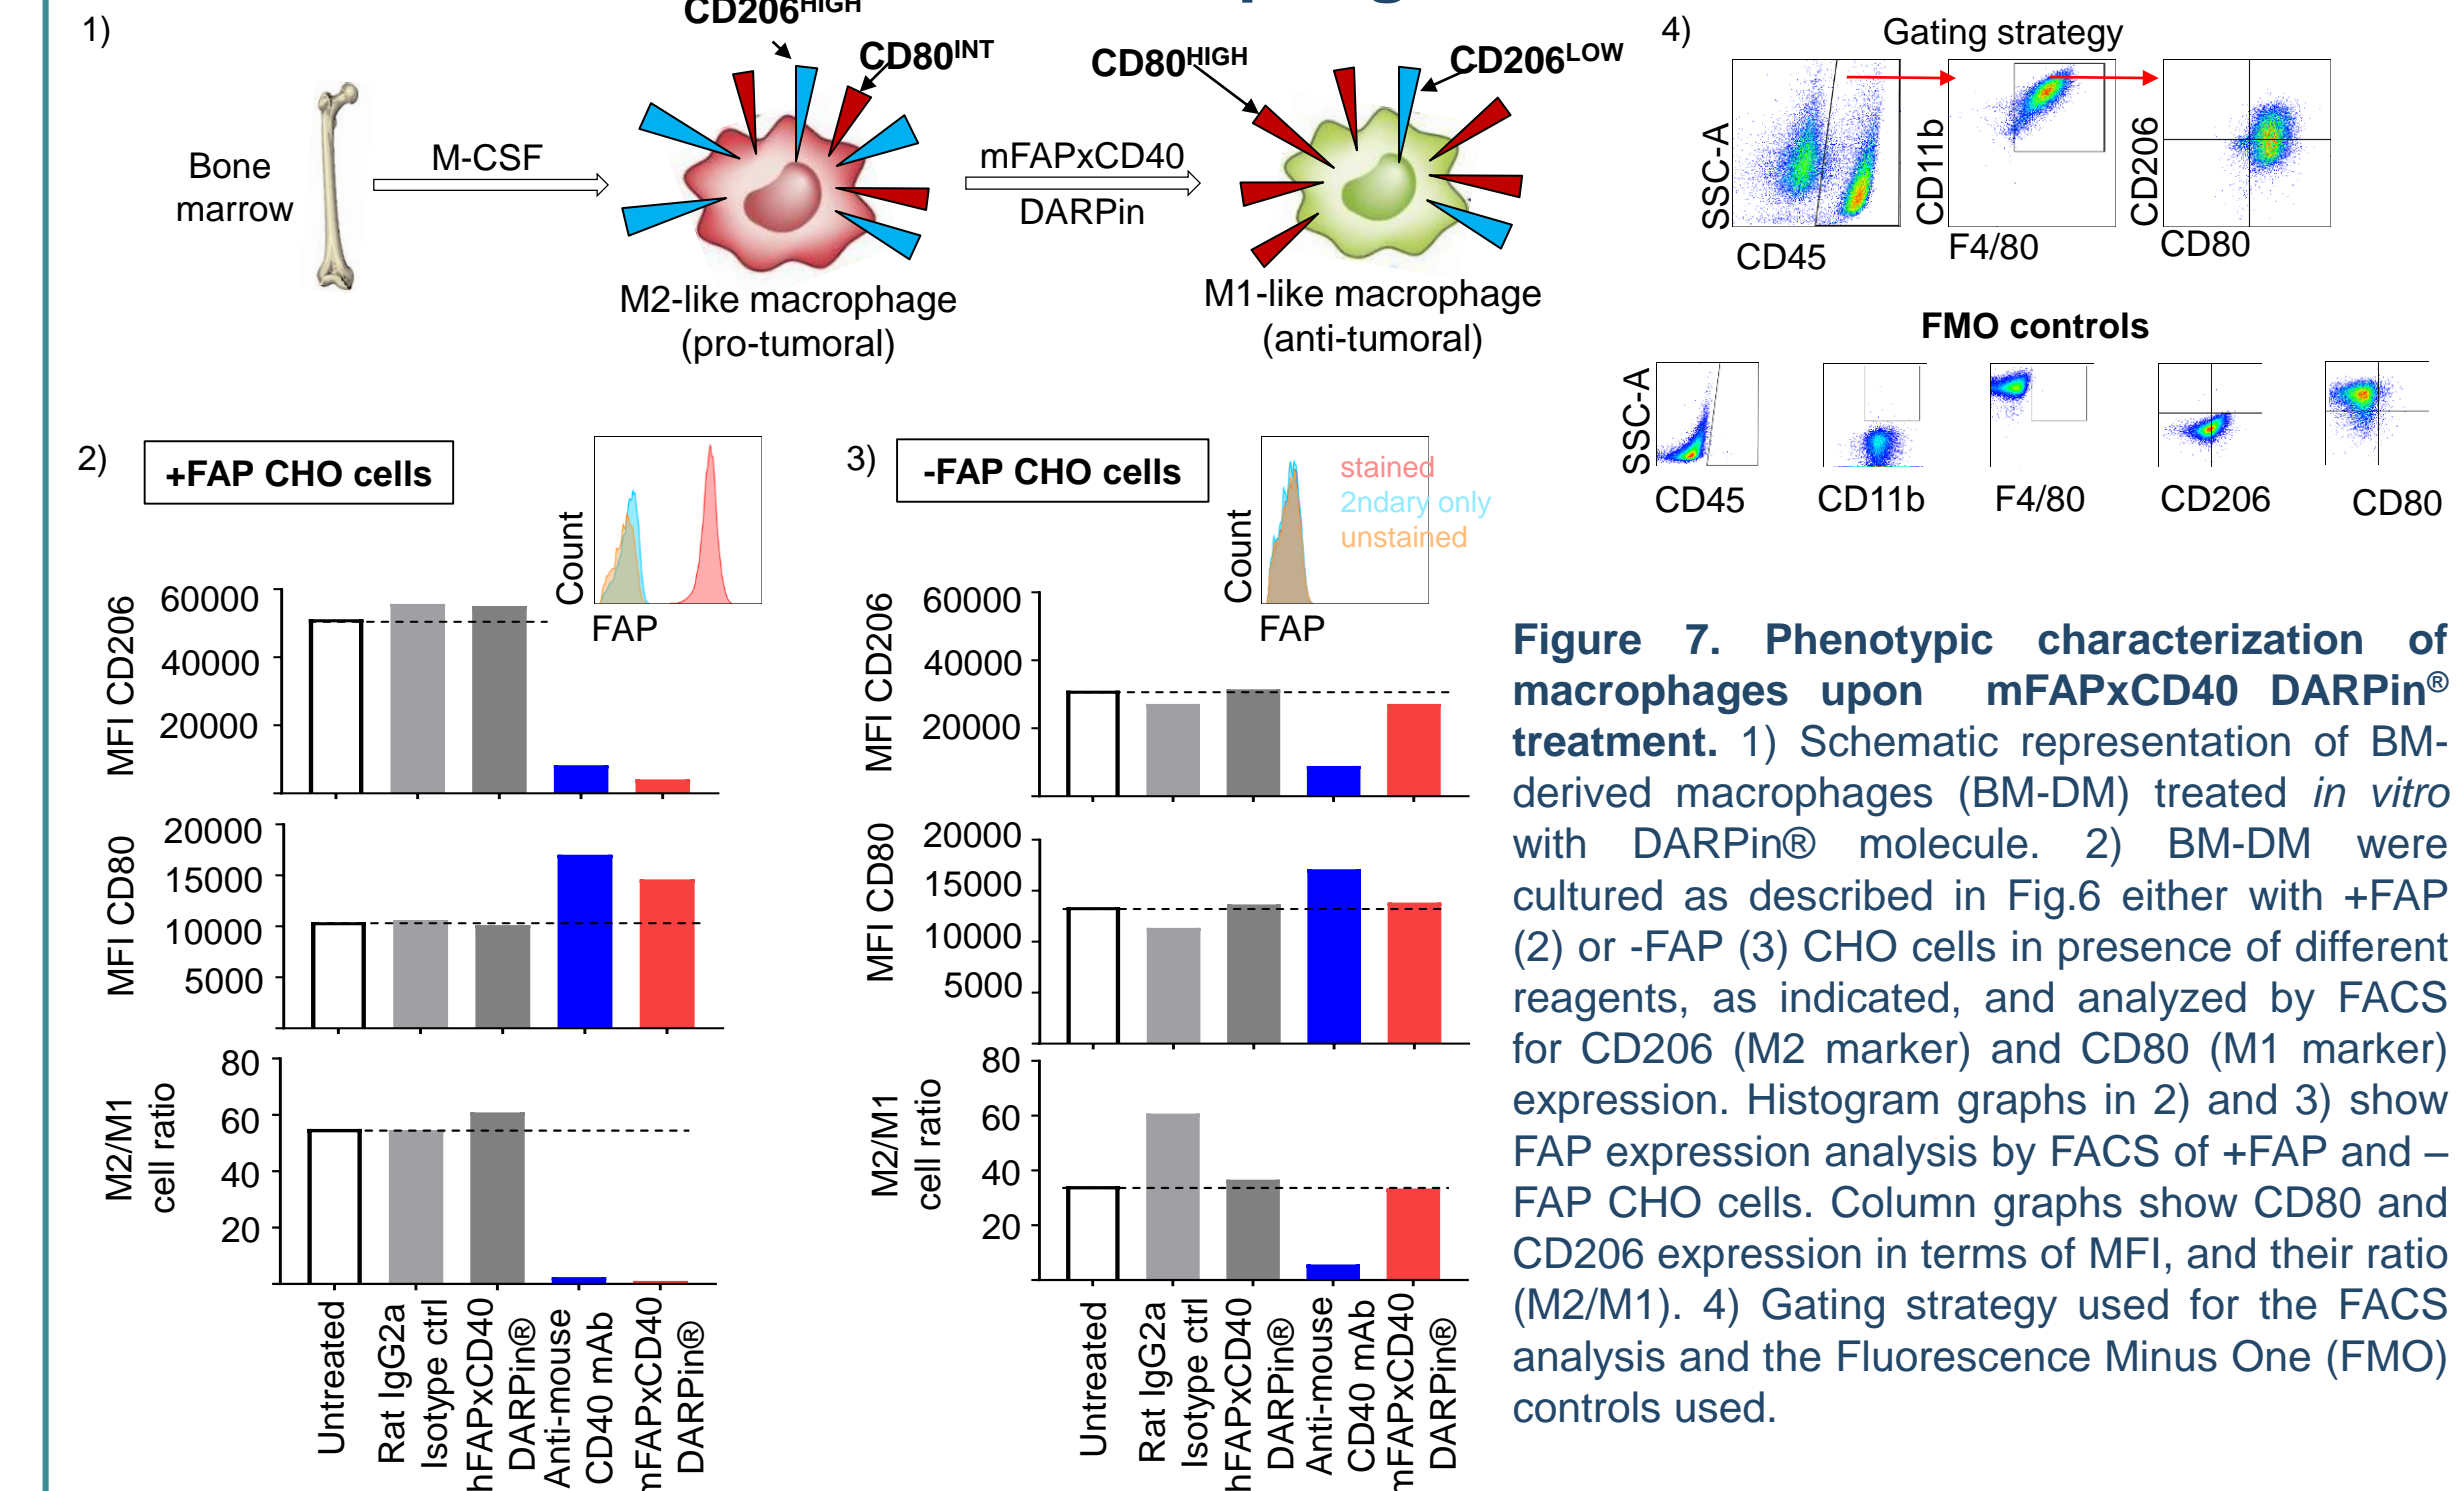 1)
CD206HIGH
CD80INT
CD80HIGH
CD206LOW
Bone
marrow
M-CSF
mFAPxCD40
DARPin
M2-like macrophage
(pro-tumoral)
M1-like macrophage
(anti-tumoral)
4)
Gating strategy
SSC-A
CD45
CD11b
F4/80
CD206
CD80
FMO controls
SSC-A
CD45
CD11b
F4/80
CD206
CD80
2)
+FAP CHO cells
Count
FAP
MFI CD206
60000
40000
20000
MFI CD80
20000
15000
10000
5000
M2/M1
cell ratio
80
60
40
20
Untreated
Rat IgG2a
Isotype ctrl
hFAPxCD40
DARPin®
Anti-mouse
CD40 mAb
mFAPxCD40
DARPin®
3)
-FAP CHO cells
Count
FAP
stained
2ndary only
unstained
MFI CD206
60000
40000
20000
MFI CD80
20000
15000
10000
5000
M2/M1
cell ratio
80
60
40
20
Untreated
Rat IgG2a
Isotype ctrl
hFAPxCD40
DARPin®
Anti-mouse
CD40 mAb
mFAPxCD40
DARPin®
Figure 7. Phenotypic characterization of
macrophages upon mFAPxCD40 DARPin®
treatment. 1) Schematic representation of BM-
derived macrophages (BM-DM) treated in vitro
with DARPin® molecule. 2) BM-DM were
cultured as described in Fig.6 either with +FAP
(2) or -FAP (3) CHO cells in presence of different
reagents, as indicated, and analyzed by FACS
for CD206 (M2 marker) and CD80 (M1 marker)
expression. Histogram graphs in 2) and 3) show
FAP expression analysis by FACS of +FAP and –
FAP CHO cells. Column graphs show CD80 and
CD206 expression in terms of MFI, and their ratio
(M2/M1). 4) Gating strategy used for the FACS
analysis and the Fluorescence Minus One (FMO)
controls used.